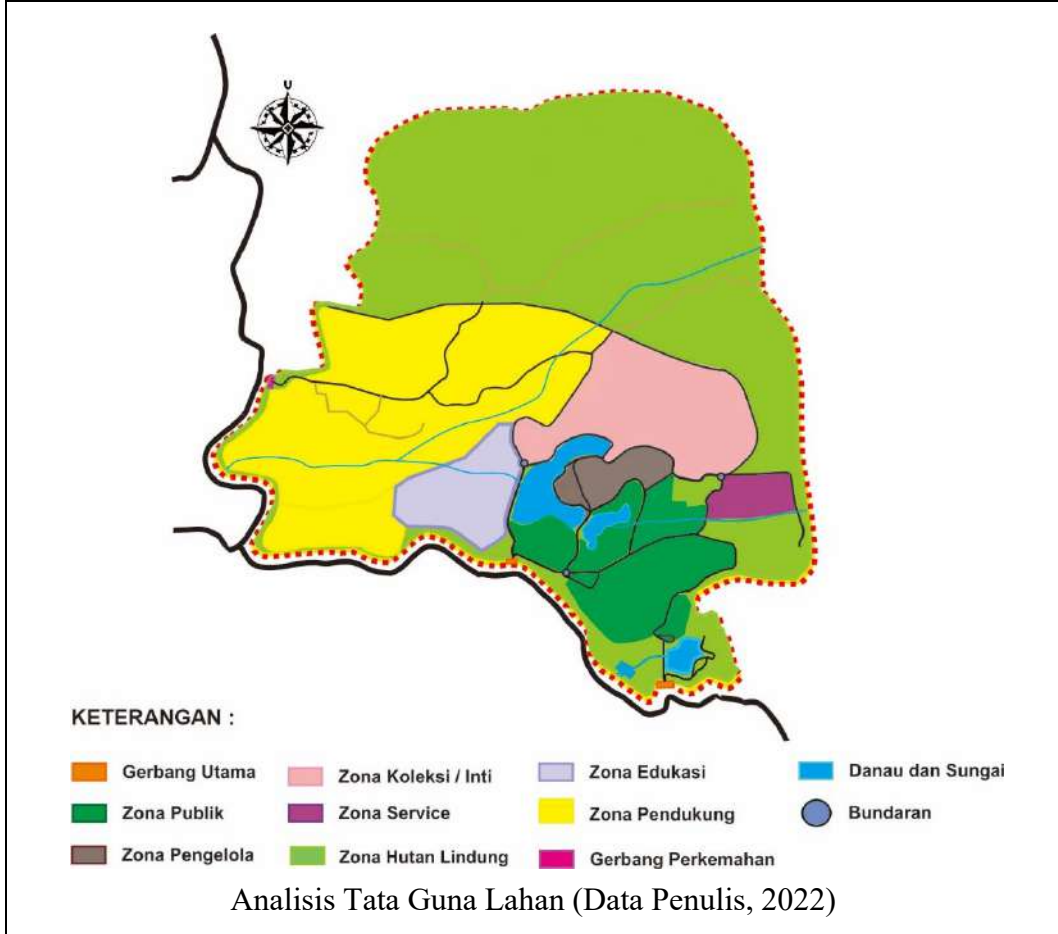 U
KETERANGAN :
Gerbang Utama
Zona Koleksi / Inti
Zona Edukasi
Danau dan Sungai
Zona Publik
Zona Service
Zona Pendukung
Bundaran
Zona Pengelola
Zona Hutan Lindung
Gerbang Perkemahan
Analisis Tata Guna Lahan (Data Penulis, 2022)